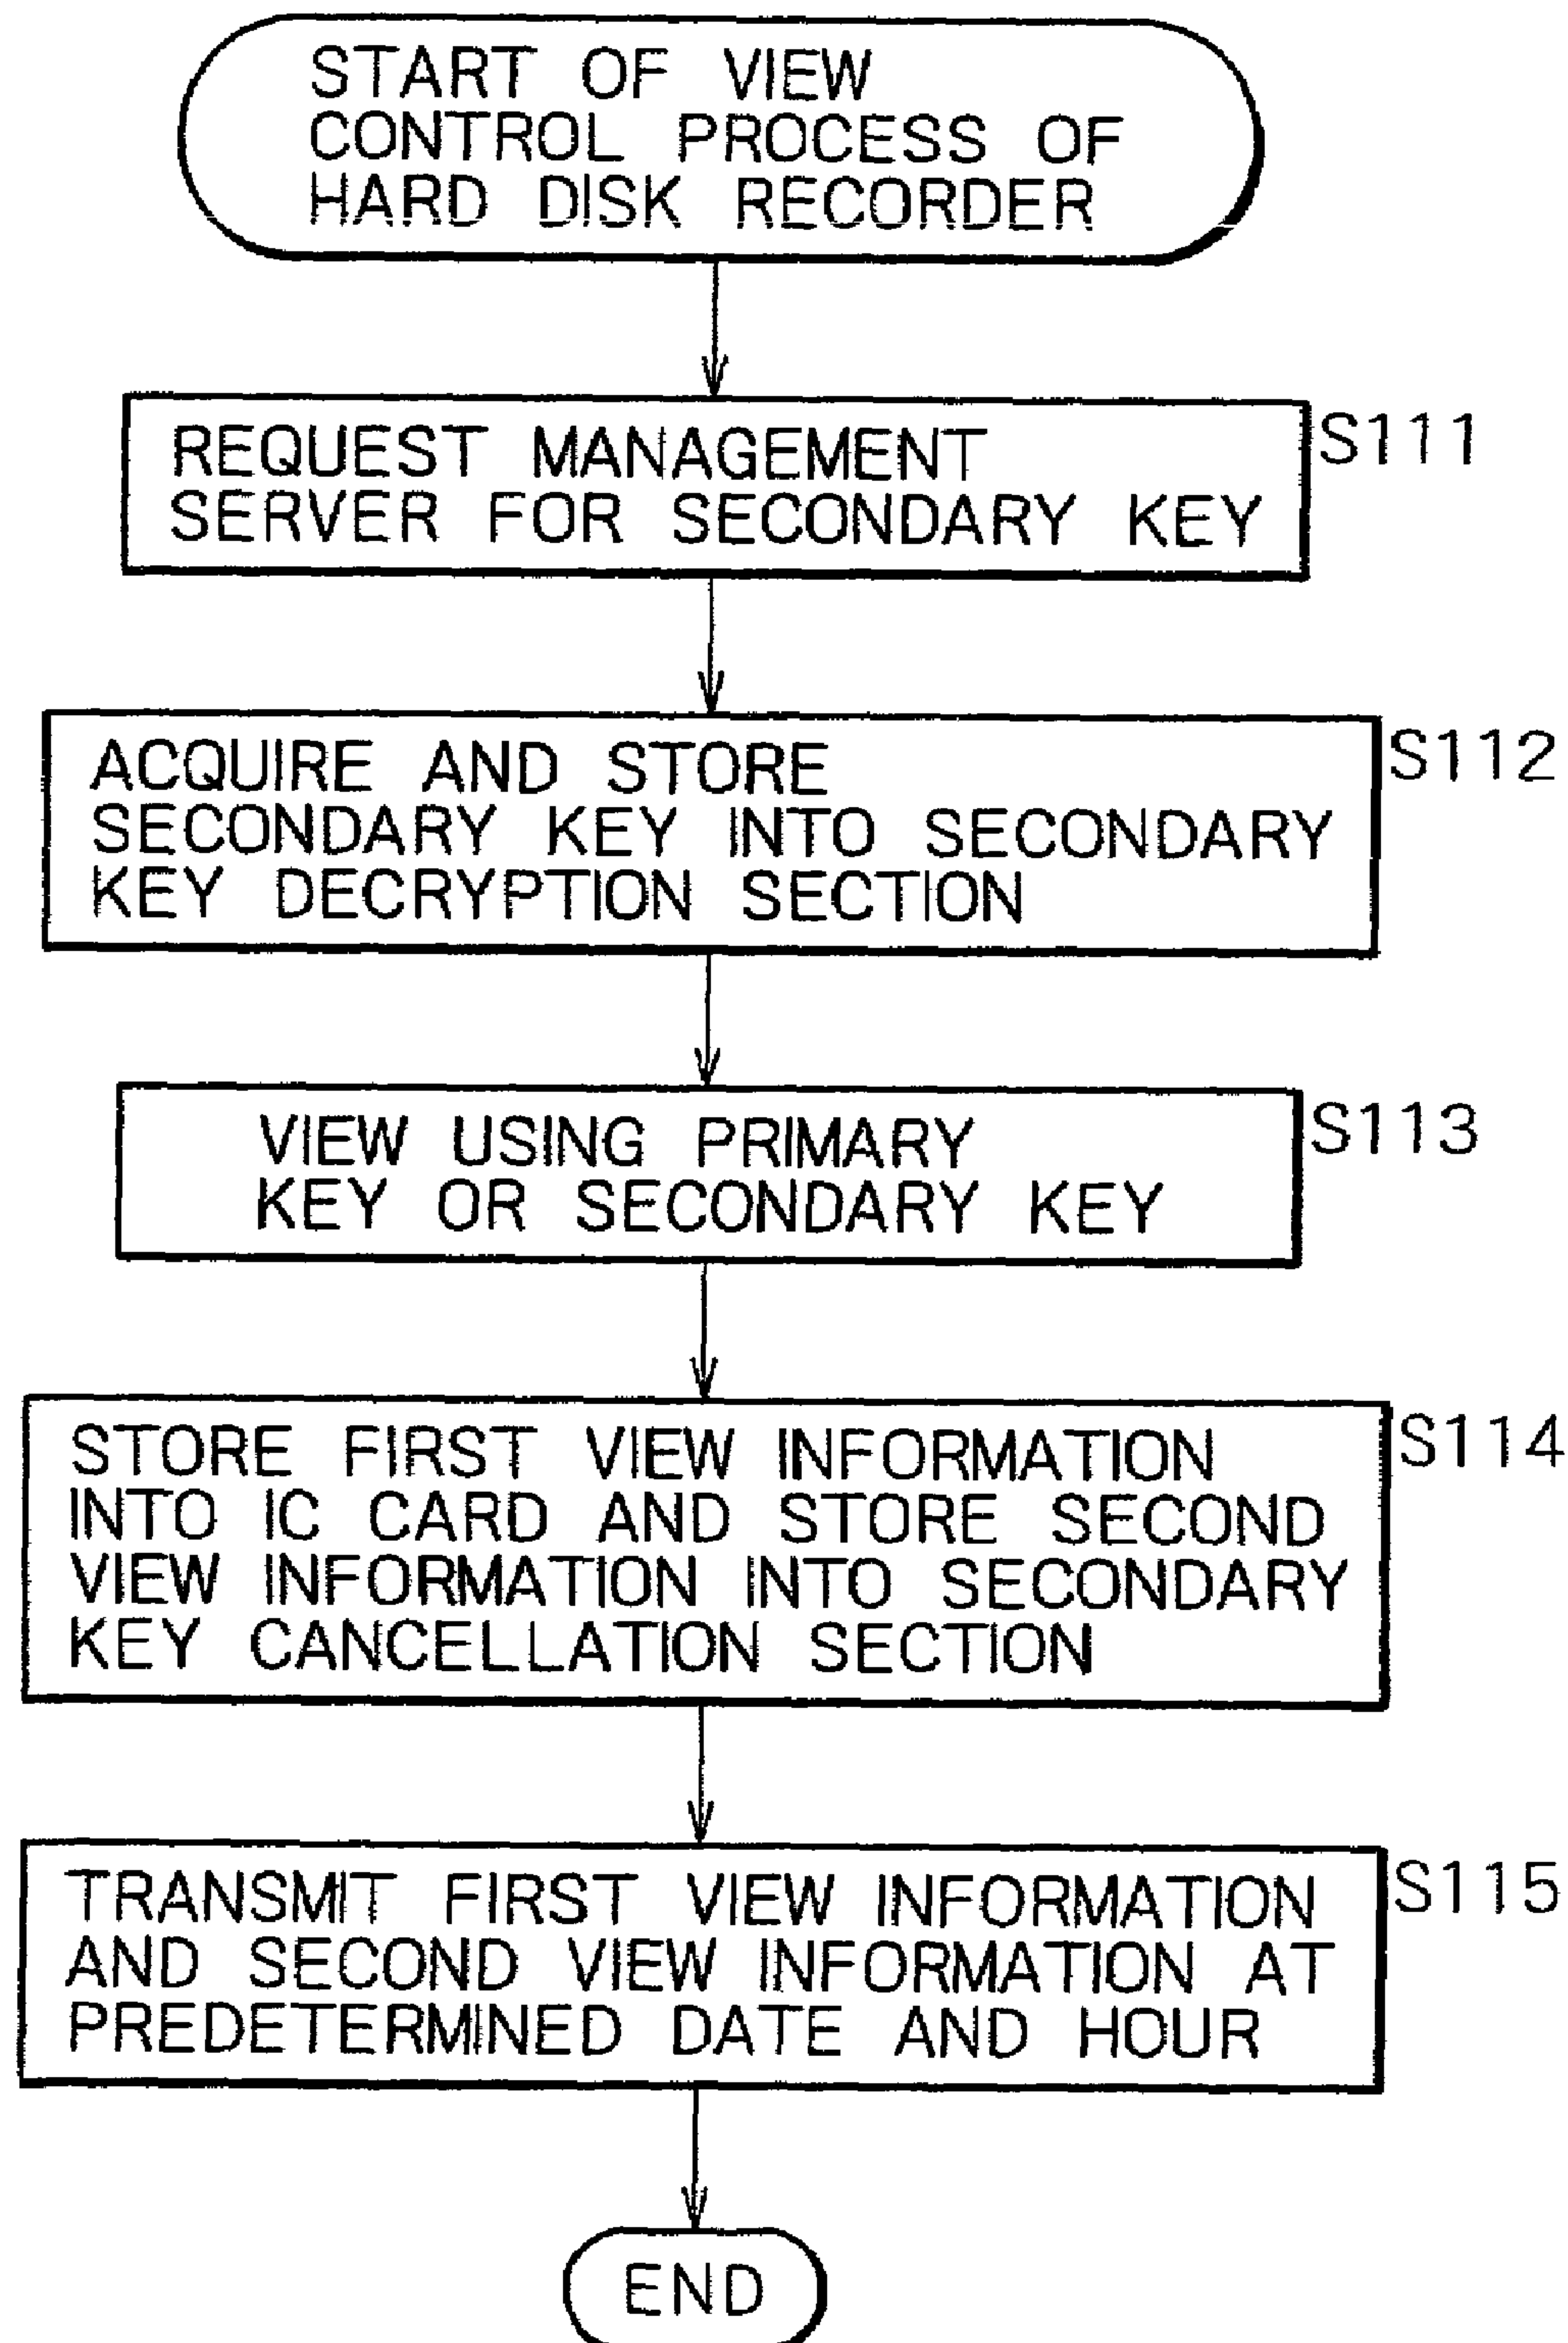 START OF VIEW
CONTROL PROCESS OF
HARD DISK RECORDER
REQUEST MANAGEMENT
SERVER FOR SECONDARY KEY
S111
ACQUIRE AND STORE
SECONDARY KEY INTO SECONDARY
KEY DECRYPTION SECTION
S112
VIEW USING PRIMARY
KEY OR SECONDARY KEY
S113
STORE FIRST VIEW INFORMATION
INTO IC CARD AND STORE SECOND
VIEW INFORMATION INTO SECONDARY
KEY CANCELLATION SECTION
S114
TRANSMIT FIRST VIEW INFORMATION
AND SECOND VIEW INFORMATION AT
PREDETERMINED DATE AND HOUR
S115
END